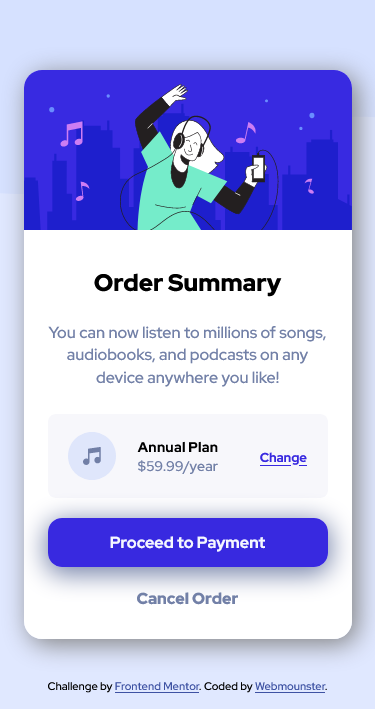 Order Summary
You can now listen to millions of songs,
audiobooks, and podcasts on any
device anywhere you like!
Annual Plan
$59.99/year
Change
Proceed to Payment
Cancel Order
Challenge by Frontend Mentor. Coded by Webmounster.